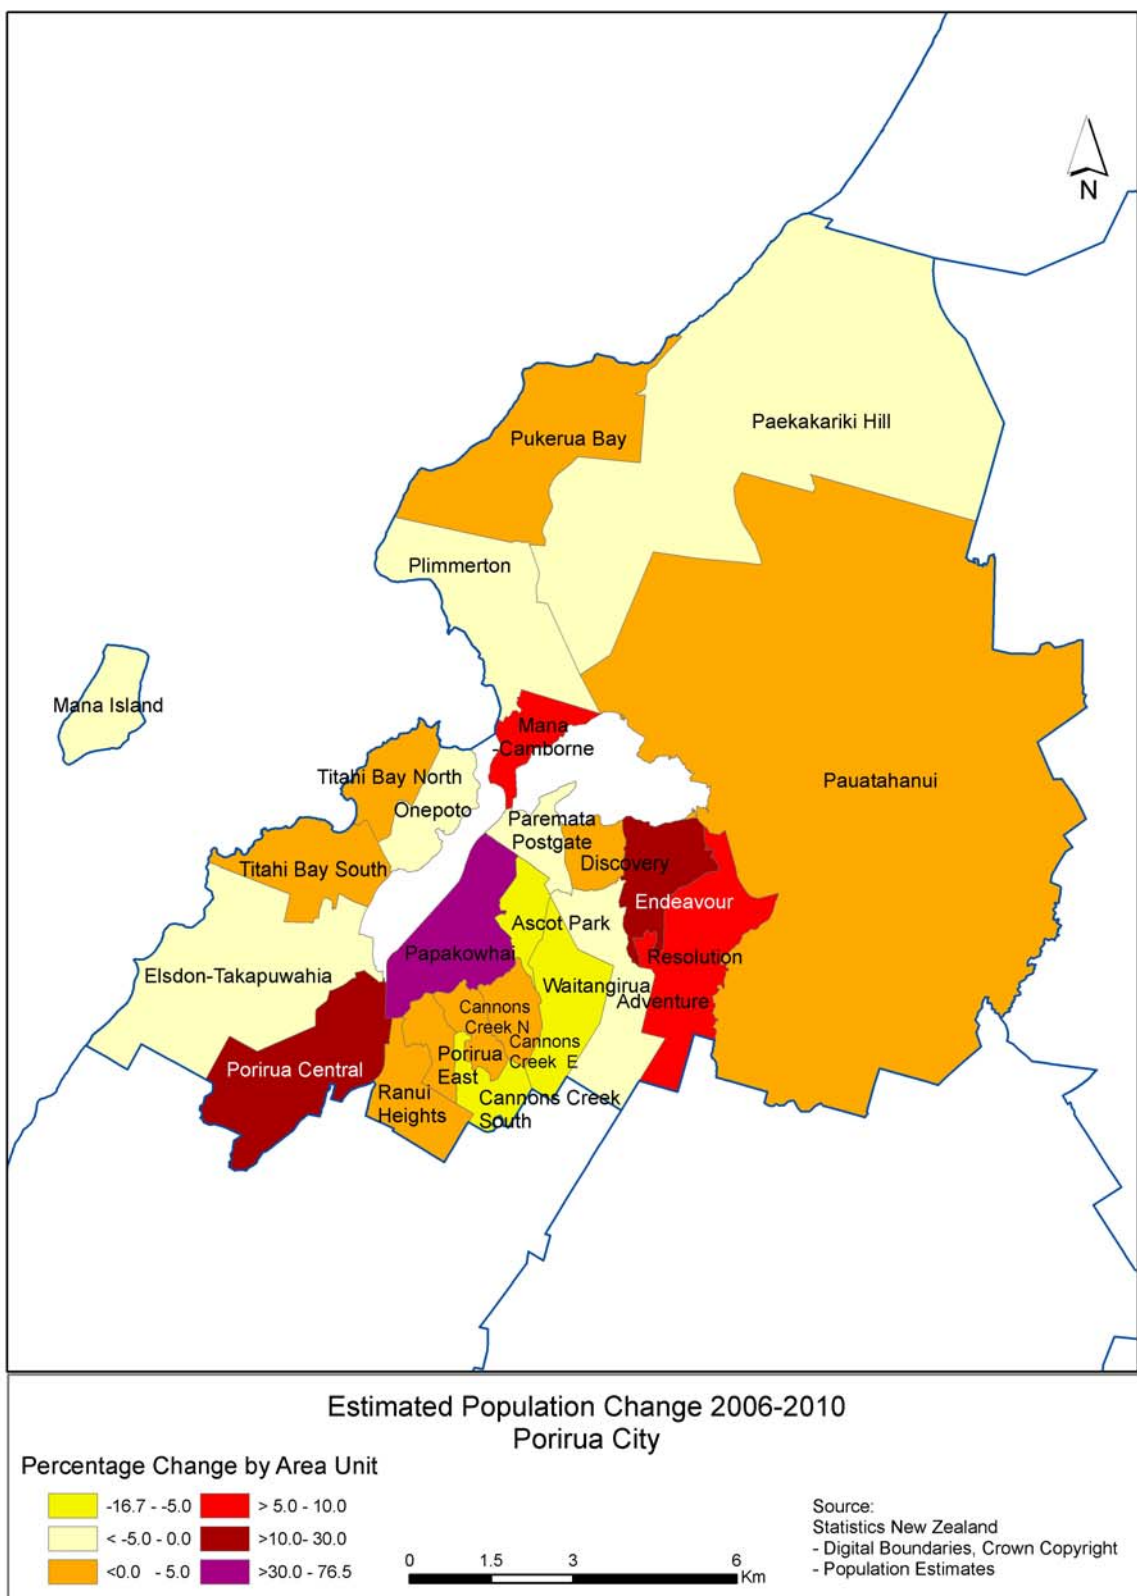 N
Paekakariki Hill
Pukerua Bay
Plimmerton
Mana Island
Mana
-Camborne
Titahi Bay North
Pauatahanui
Onepoto
Paremata
Postgate
Titahi Bay South
Discovery
Endeavour
Ascot Park
Papakowhai
Resolution
Elsdon-Takapuwahia
Waitangirua
Adventure
Cannons
Creek N
Cannons
Creek E
Porirua
East
Porirua Central
Ranui
Heights
Cannons Creek
South
Estimated Population Change 2006-2010
Porirua City
Percentage Change by Area Unit
-16.7 - -5.0
> 5.0 - 10.0
< -5.0 - 0.0
>10.0- 30.0
<0.0 - 5.0
>30.0 - 76.5
0 1.5 3 6
Km
Source:
Statistics New Zealand
- Digital Boundaries, Crown Copyright
- Population Estimates